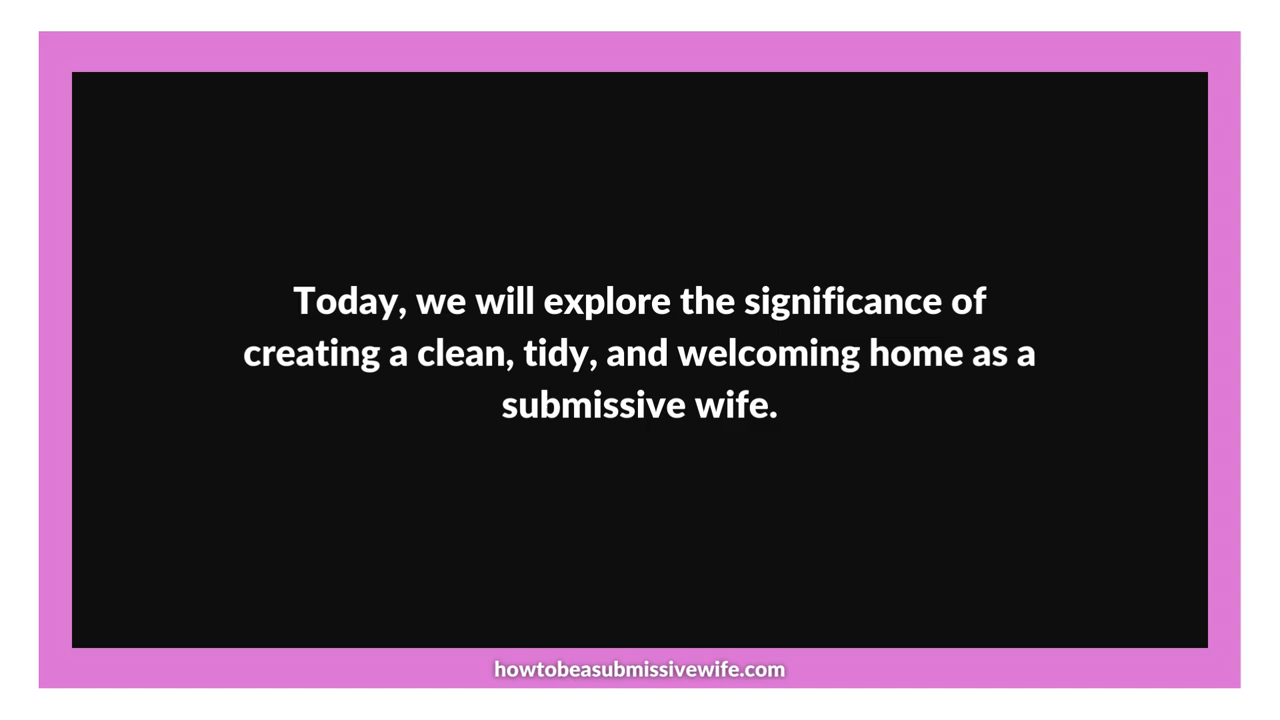 Today, we will explore the significance of
creating a clean, tidy, and welcoming home as a
submissive wife.
howtobeasubmissivewife.com